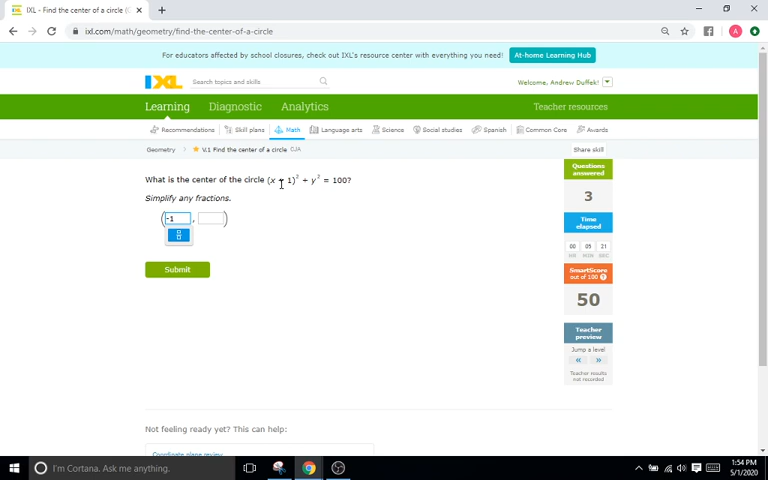 IXL - Find the center of a circle (
ixl.com/math/geometry/find-the-center-of-a-circle
A
For educators affected by school closures, check out IXL's resource center with everything you need!
At-home Learning Hub
IXL
Search topics and skills
Welcome, Andrew Duffek!
Learning
Diagnostic
Analytics
Teacher resources
Recommendations
Skill plans
Math
Language arts
Science
Social studies
Spanish
Common Core
Awards
Geometry
V.1 Find the center of a circle GJA
Share skill
What is the center of the circle
Simplify any fractions.
(-1 , )
Submit
Questions answered
3
Time elapsed
00 05 21
HR MIN SEC
SmartScore
out of 100 ?
50
Teacher preview
Jump a level
« »
Teacher results
not recorded
Not feeling ready yet? This can help:
Coordinate plane review
I'm Cortana. Ask me anything.
1:54 PM
5/1/2020